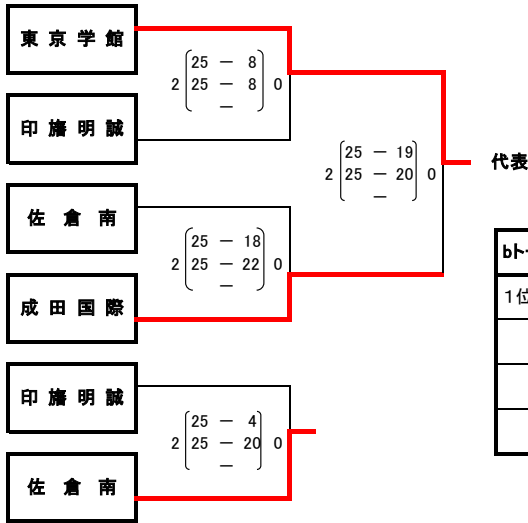 東京学館
25 － 8
2 25 － 8 0
－
印旛明誠
25 － 19
2 25 － 20 0
－
代表
佐倉南
25 － 18
2 25 － 22 0
－
bト
成田国際
1位
印旛明誠
25 － 4
2 25 － 20 0
－
佐倉南